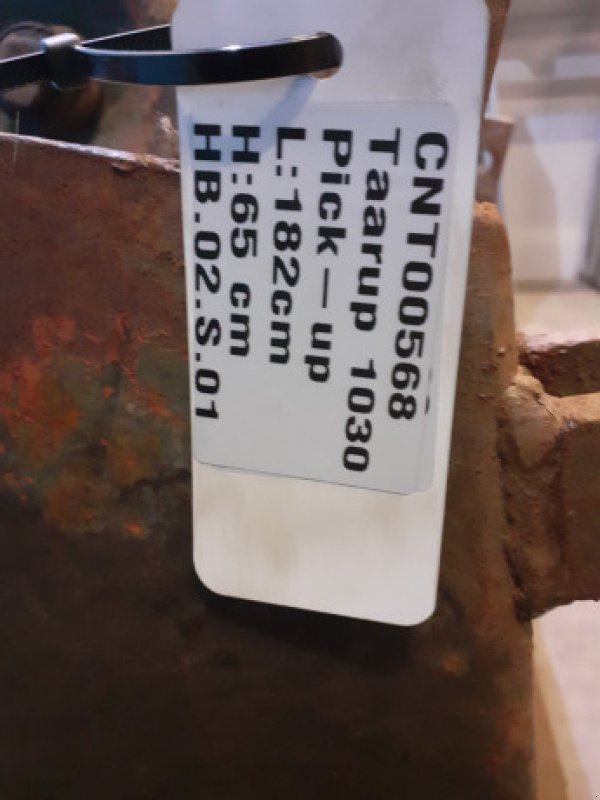 CNT00568
Taarup 1030
Pick-up
L:182cm
H:65 cm
HB.02.S.01